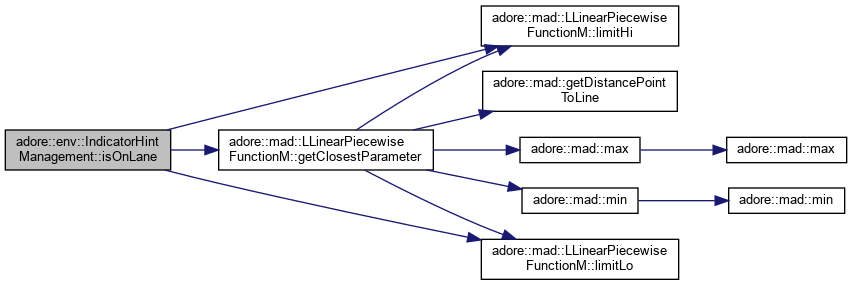 adore::mad::LLinearPiecewise
FunctionM::limitHi
adore::mad::getDistancePoint
ToLine
adore::env::IndicatorHint
Management::isOnLane
adore::mad::LLinearPiecewise
FunctionM::getClosestParameter
adore::mad::max
adore::mad::max
adore::mad::min
adore::mad::min
adore::mad::LLinearPiecewise
FunctionM::limitLo